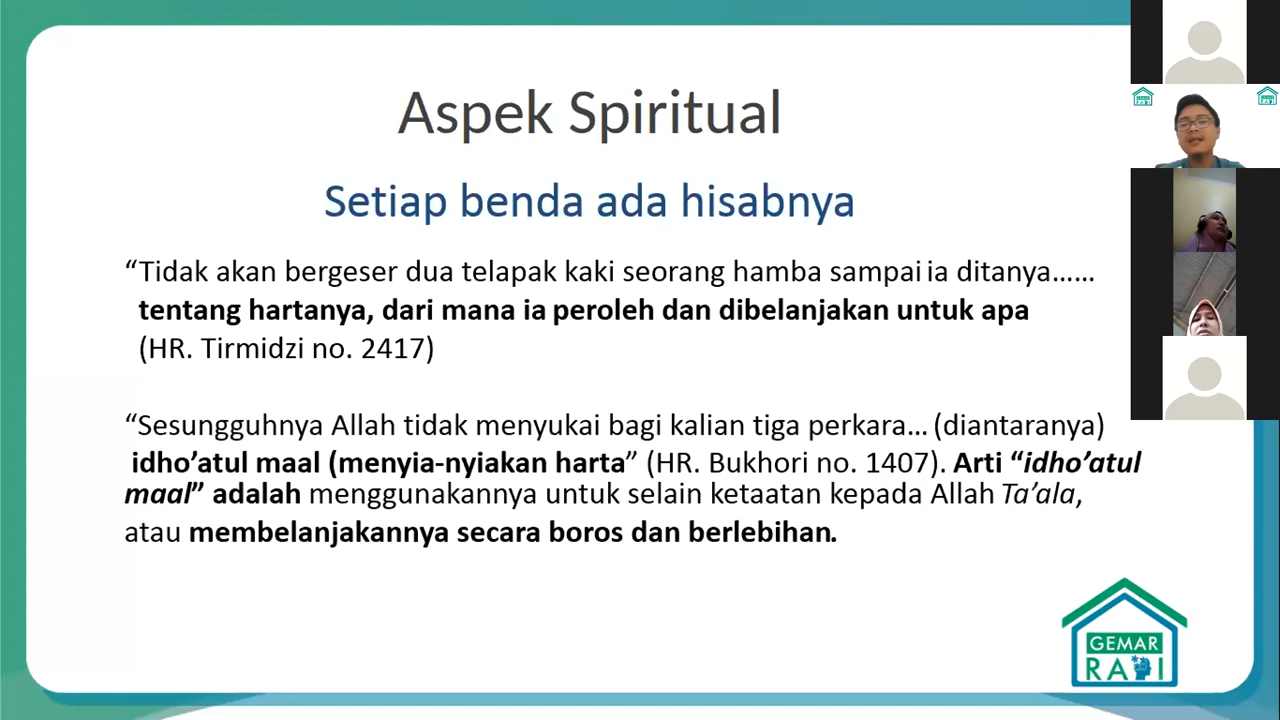 Aspek Spiritual
Setiap benda ada hisabnya
“Tidak akan bergeser dua telapak kaki seorang hamba sampai ia ditanya……
tentang hartanya, dari mana ia peroleh dan dibelanjakan untuk apa
(HR. Tirmidzi no. 2417)
“Sesungguhnya Allah tidak menyukai bagi kalian tiga perkara… (diantaranya)
idho’atul maal (menyia-nyiakan harta” (HR. Bukhori no. 1407). Arti “idho’atul
maal” adalah menggunakannya untuk selain ketaatan kepada Allah Ta’ala,
atau membelanjakannya secara boros dan berlebihan.
GEMAR
RAPI